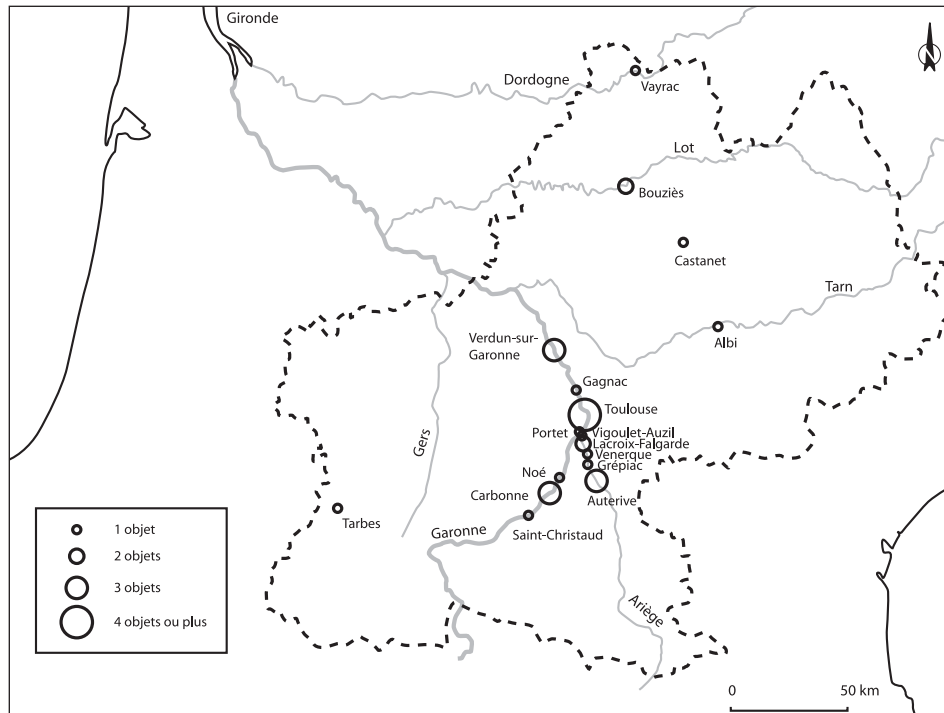 Gironde
N
Dordogne
Vayrac
Lot
Bouziès
Castanet
Tarn
Albi
Verdun-sur-
Garonne
Gagnac
Toulouse
Portet
Vigoulet-Auzil
Lacroix-Falgarde
Venerque
Grépiac
Gers
Noé
Carbonne
Auterive
Tarbes
Garonne
Saint-Christaud
Ariège
1 objet
2 objets
3 objets
4 objets ou plus
0
50 km